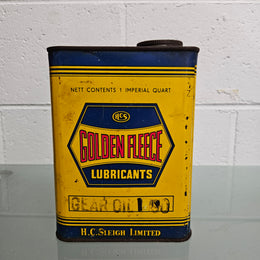 NETT CONTENTS 1 IMPERIAL QUART
HCS
GOLDEN FLEECE
LUBRICANTS
GEAR OIL
H.C. SLEIGH LIMITED